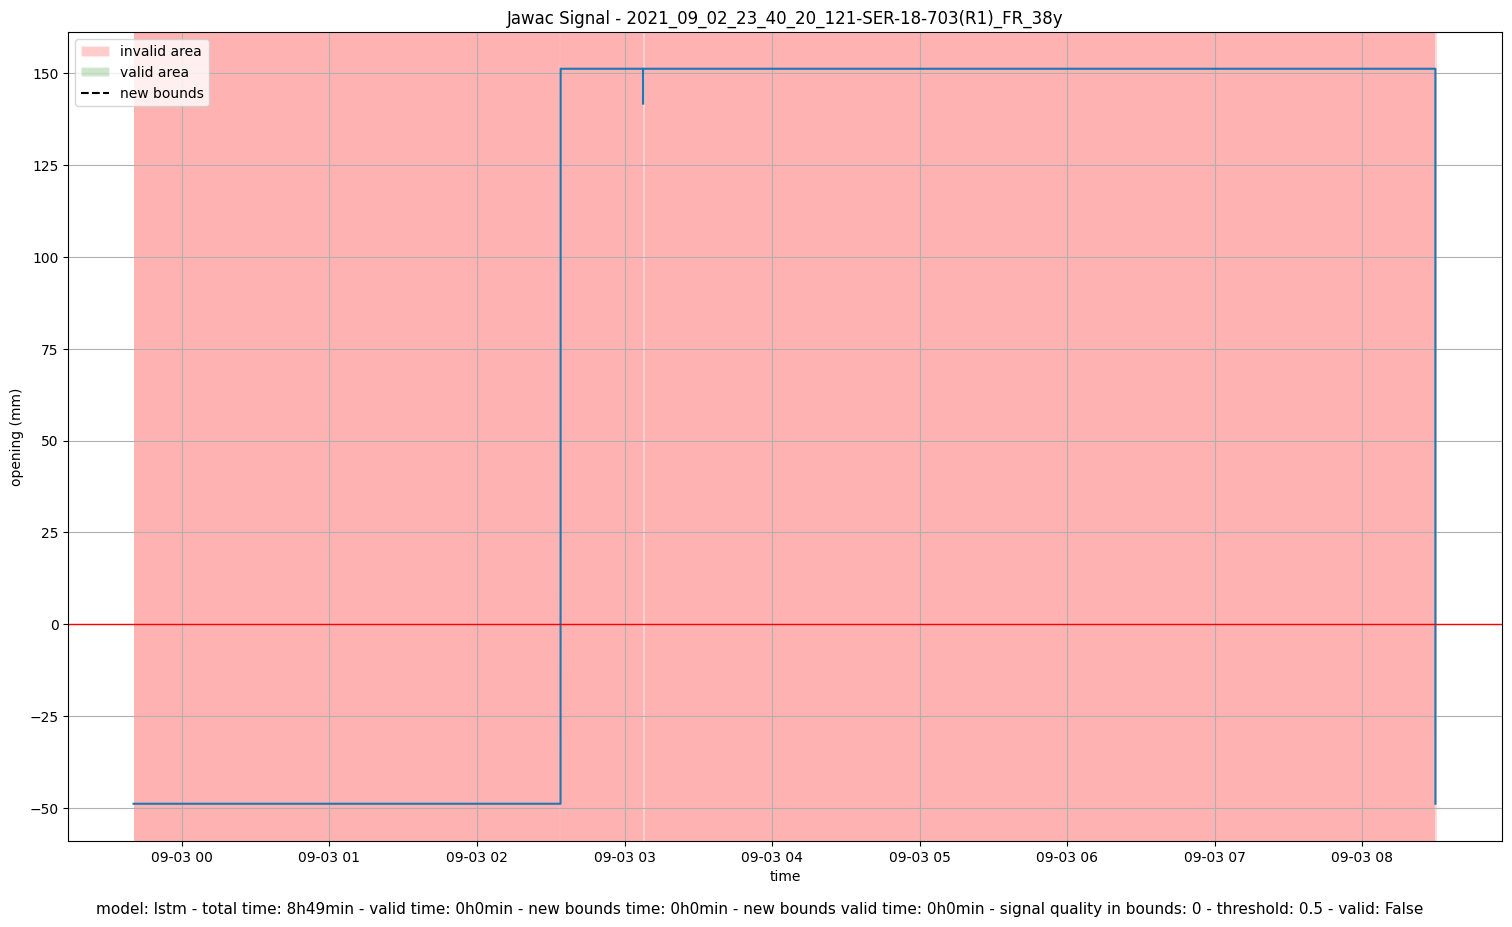 Jawac Signal - 2021_09_02_23_40_20_121-SER-18-703(R1)_FR_38y
invalid area
valid area
new bounds
150
125
100
75
50
25
0
−25
−50
opening (mm)
09-03 00
09-03 01
09-03 02
09-03 03
09-03 04
09-03 05
09-03 06
09-03 07
09-03 08
time
model: lstm - total time: 8h49min - valid time: 0h0min - new bounds time: 0h0min - new bounds valid time: 0h0min - signal quality in bounds: 0 - threshold: 0.5 - valid: False